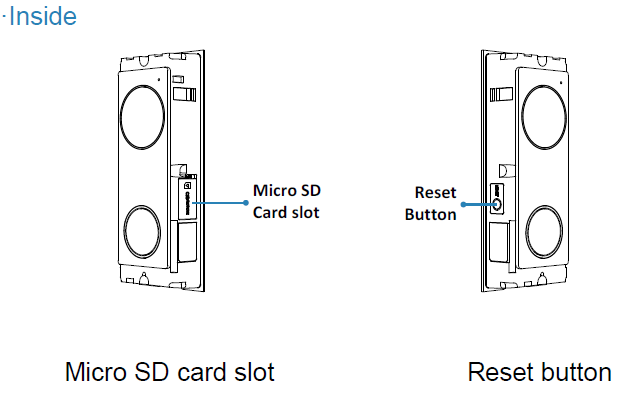 ·Inside
Micro SD
Card slot
Reset
Button
Micro SD card slot
Reset button